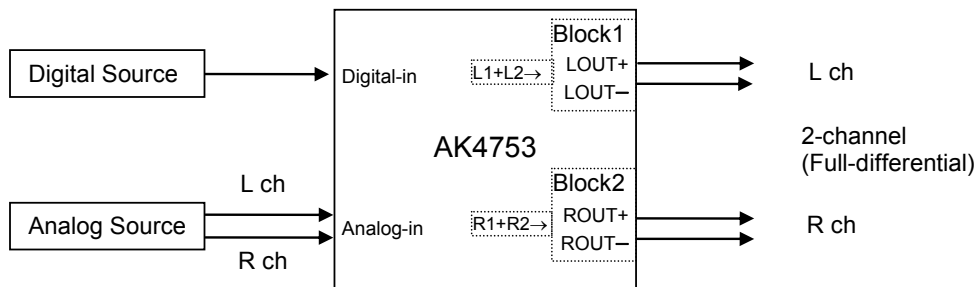 Block1
Digital Source
Digital-in
L1+L2→
LOUT+
LOUT−
L ch
AK4753
2-channel
(Full-differential)
Block2
L ch
Analog Source
R ch
Analog-in
R1+R2→
ROUT+
ROUT−
R ch